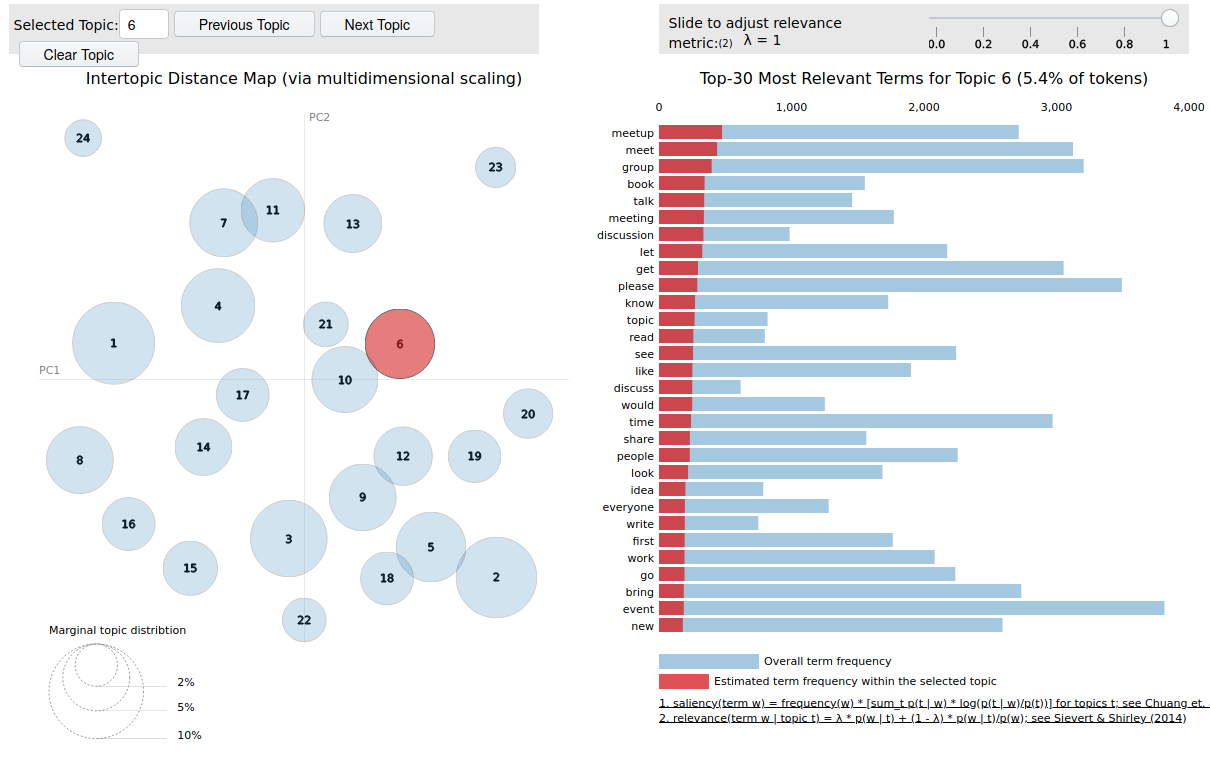 Selected Topic: 6 Previous Topic Next Topic
Clear Topic
Slide to adjust relevance
metric:(2) λ = 1
0.0 0.2 0.4 0.6 0.8 1
Intertopic Distance Map (via multidimensional scaling)
PC2
PC1
24
23
7
11
13
4
21
1
6
10
17
20
14
8
12
19
9
16
3
5
15
18
2
22
Marginal topic distribtion
2%
5%
10%
Top-30 Most Relevant Terms for Topic 6 (5.4% of tokens)
0 1,000 2,000 3,000 4,000
meetup
meet
group
book
talk
meeting
discussion
let
get
please
know
topic
read
see
like
discuss
would
time
share
people
look
idea
everyone
write
first
work
go
bring
event
new
Overall term frequency
Estimated term frequency within the selected topic
1. saliency(term w) = frequency(w) * [sum_t p(t | w) * log(p(t | w)/p(t))] for topics t; see Chuang et.
2. relevance(term w | topic t) = λ * p(w | t) + (1 - λ) * p(w | t)/p(w); see Sievert & Shirley (2014)